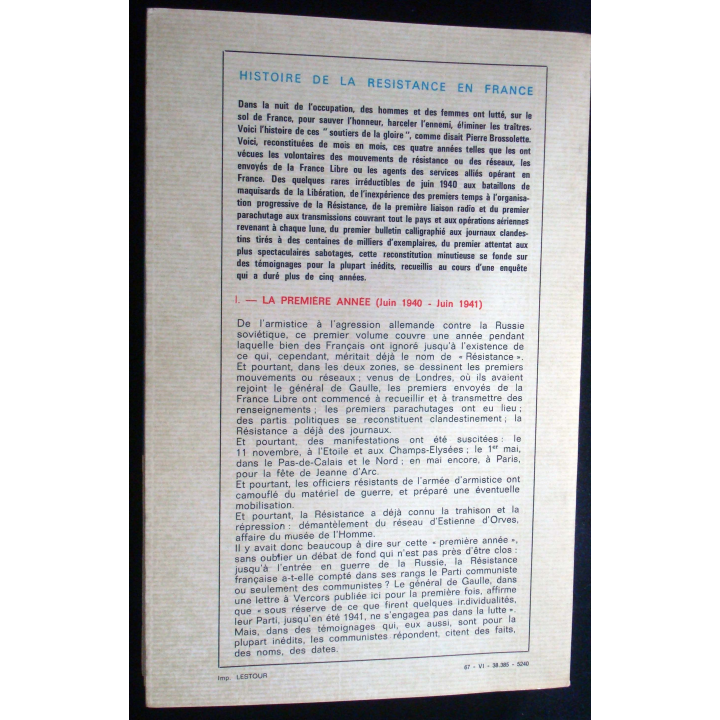 HISTOIRE DE LA RESISTANCE EN FRANCE
Dans la nuit de l'occupation, des hommes et des femmes ont lutté, sur le
sol de France, pour sauver l'honneur, harceler l'ennemi, éliminer les traîtres.
Voici l'histoire de ces " soutiers de la gloire ", comme disait Pierre Brossolette.
Voici, reconstituées de mois en mois, ces quatre années telles que les ont
vécues les volontaires des mouvements de résistance ou des réseaux, les
envoyés de la France Libre ou les agents des services alliés opérant en
France. Des quelques rares irréductibles de juin 1940 aux bataillons de
maquisards de la Libération, de l'inexpérience des premiers temps à l'organisa-
tion progressive de la Résistance, de la première liaison radio et du premier
parachutage aux transmissions couvrant tout le pays et aux opérations aériennes
revenant à chaque lune, du premier bulletin calligraphié aux journaux clandes-
tins tirés à des centaines de milliers d'exemplaires, du premier attentat aux
plus spectaculaires sabotages, cette reconstitution minutieuse se fonde sur
des témoignages pour la plupart inédits, recueillis au cours d'une enquête
qui a duré plus de cinq années.
I. — LA PREMIÈRE ANNÉE (Juin 1940 - Juin 1941)
De l'armistice à l'agression allemande contre la Russie
soviétique, ce premier volume couvre une année pendant
laquelle bien des Français ont ignoré jusqu'à l'existence de
ce qui, cependant, méritait déjà le nom de « Résistance ».
Et pourtant, dans les deux zones, se dessinent les premiers
mouvements ou réseaux ; venus de Londres, où ils avaient
rejoint le général de Gaulle, les premiers envoyés de la
France Libre ont commencé à recueillir et à transmettre des
renseignements ; les premiers parachutages ont eu lieu ;
des partis politiques se reconstituent clandestinement ; la
Résistance a déjà des journaux.
Et pourtant, des manifestations ont été suscitées : le
11 novembre, à l'Etoile et aux Champs-Elysées ; le 1er mai,
dans le Pas-de-Calais et le Nord ; en mai encore, à Paris,
pour la fête de Jeanne d'Arc.
Et pourtant, les officiers résistants de l'armée d'armistice ont
camouflé du matériel de guerre, et préparé une éventuelle
mobilisation.
Et pourtant, la Résistance a déjà connu la trahison et la
répression : démantèlement du réseau d'Estienne d'Orves,
affaire du musée de l'Homme.
Il y avait donc beaucoup à dire sur cette « première année »,
sans oublier un débat de fond qui n'est pas près d'être clos :
jusqu'à l'entrée en guerre de la Russie, la Résistance
française a-t-elle compté dans ses rangs le Parti communiste
ou seulement des communistes ? Le général de Gaulle, dans
une lettre à Vercors publiée ici pour la première fois, affirme
que « sous réserve de ce que firent quelques individualités,
leur Parti, jusqu'en été 1941, ne s'engagea pas dans la lutte ».
Mais, dans des témoignages qui, eux aussi, sont pour la
plupart inédits, les communistes répondent, citent des faits,
des noms, des dates.
Imp. LESTOUR
67 - VI - 38.385 - 5240